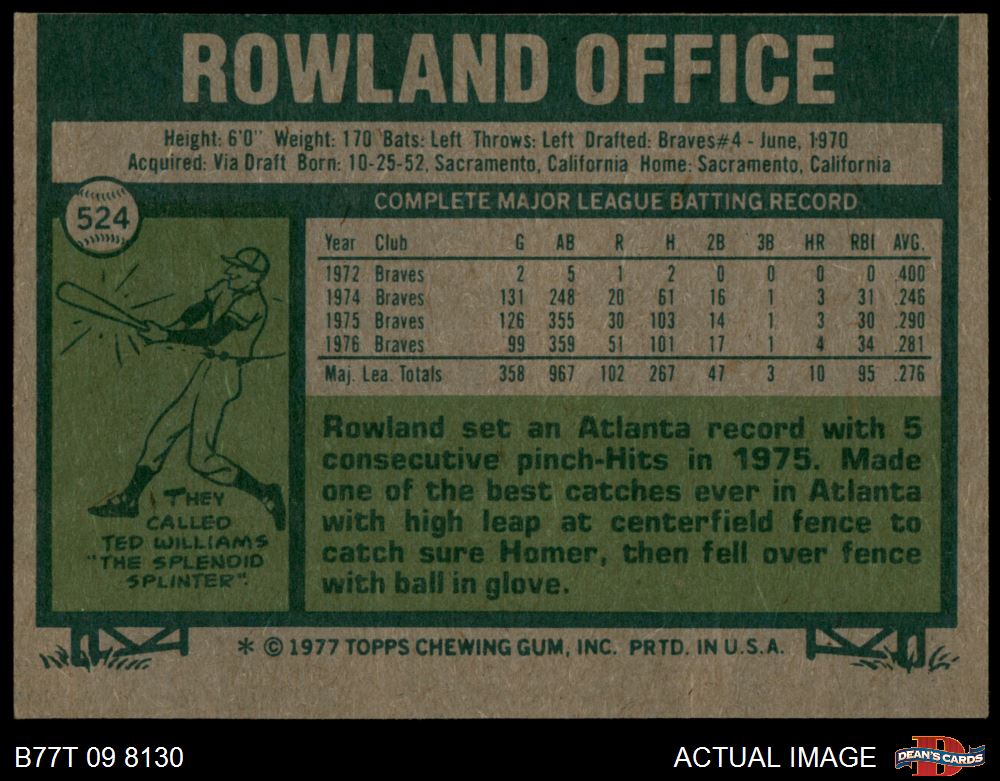 ROWLAND OFFICE
Height: 6'0" Weight: 170 Bats: Left Throws: Left Drafted: Braves#4 - June, 1970
Acquired: Via Draft Born: 10-25-52, Sacramento, California Home: Sacramento, California
524
COMPLETE MAJOR LEAGUE BATTING RECORD
Year Club G AB R H 2B 3B HR RBI AVG.
1972 Braves 2 5 1 2 0 0 0 0 .400
1974 Braves 131 248 20 61 16 1 3 31 .246
1975 Braves 126 355 30 103 14 1 3 30 .290
1976 Braves 99 359 51 101 17 1 4 34 .281
Maj. Lea. Totals 358 967 102 267 47 3 10 95 .276
THEY
CALLED
TED WILLIAMS
"THE SPLENDID
SPLINTER".
Rowland set an Atlanta record with 5
consecutive pinch-Hits in 1975. Made
one of the best catches ever in Atlanta
with high leap at centerfield fence to
catch sure Homer, then fell over fence
with ball in glove.
* © 1977 TOPPS CHEWING GUM, INC. PRTD. IN U.S.A.
B77T 09 8130
ACTUAL IMAGE
DEAN'S CARDS